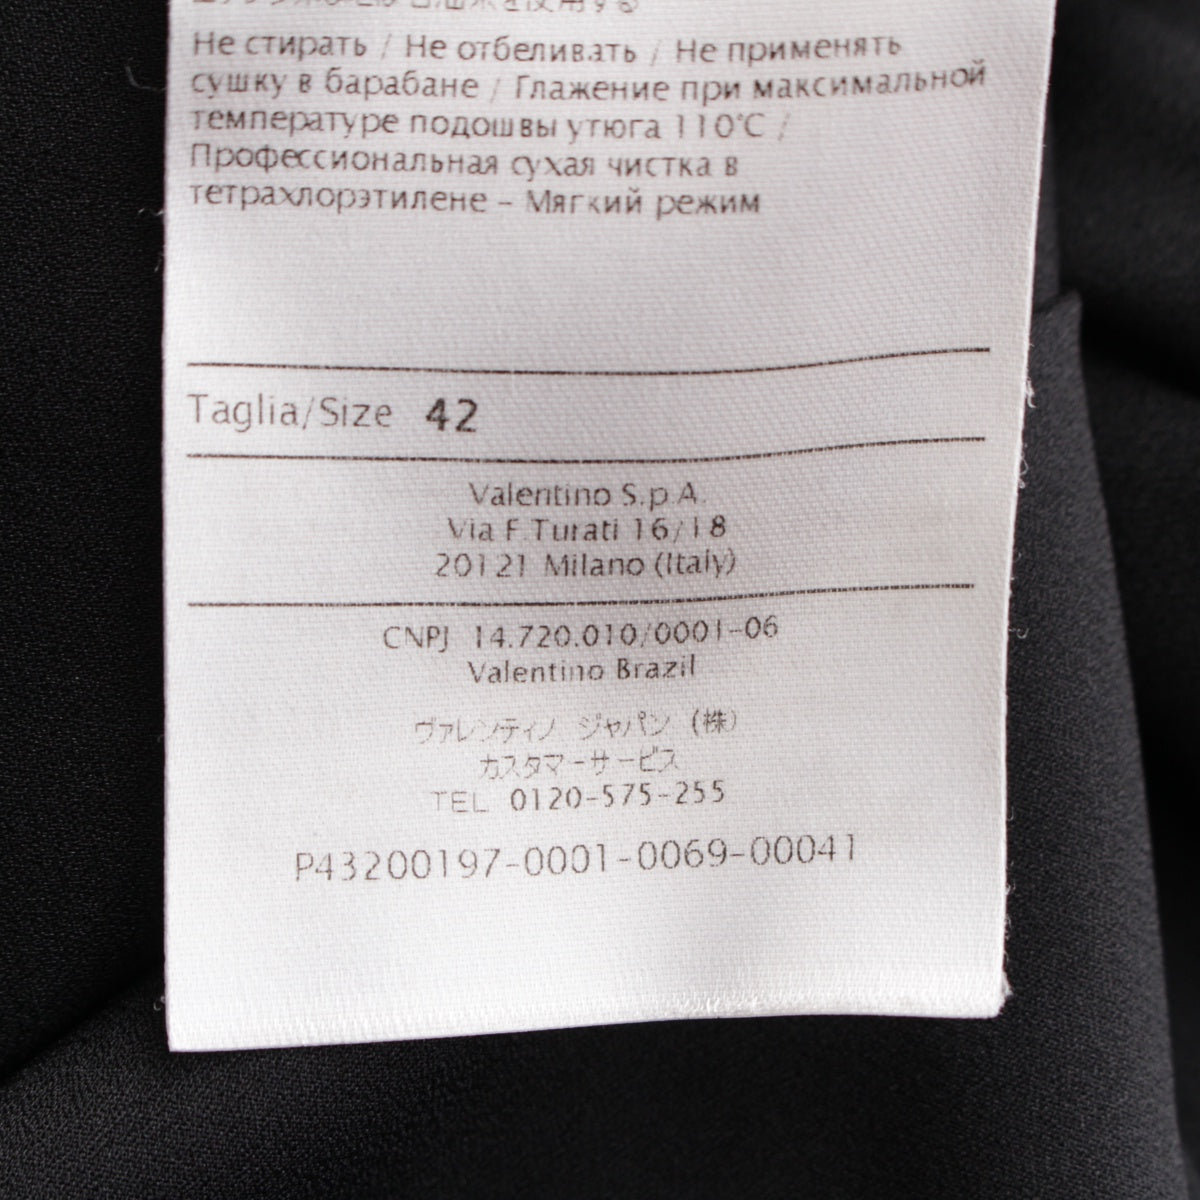 Не стирать / Не отбеливать / Не применять
сушку в барабане / Глажение при максимальной
температуре подошвы утюга 110°C /
Профессиональная сухая чистка в
тетрахлорэтилене – Мягкий режим
Taglia/Size 42
Valentino S.p.A.
Via F.Turati 16/18
20121 Milano (Italy)
CNPJ 14.720.010/0001-06
Valentino Brazil
ヴァレンティノ ジャパン (株)
カスタマーサービス
TEL 0120-575-255
P43200197-0001-0069-00041